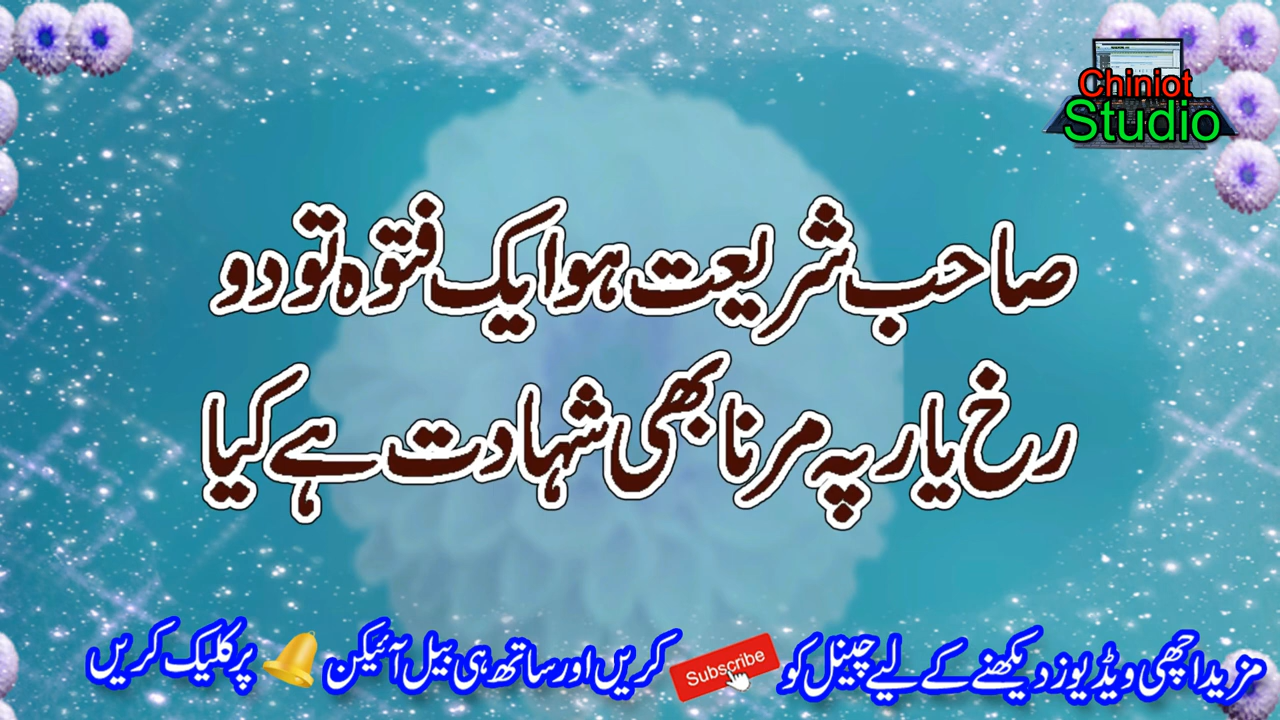 Chiniot
Studio
صاحب شریعت ہو ایک فتوہ تو دو
رخ یار پہ مرنا بھی شہادت ہے کیا
مزید اچھی ویڈیوز دیکھنے کے لیے چینل کو Subscribe کریں اور ساتھ ہی بیل آئیکن پر کلیک کریں